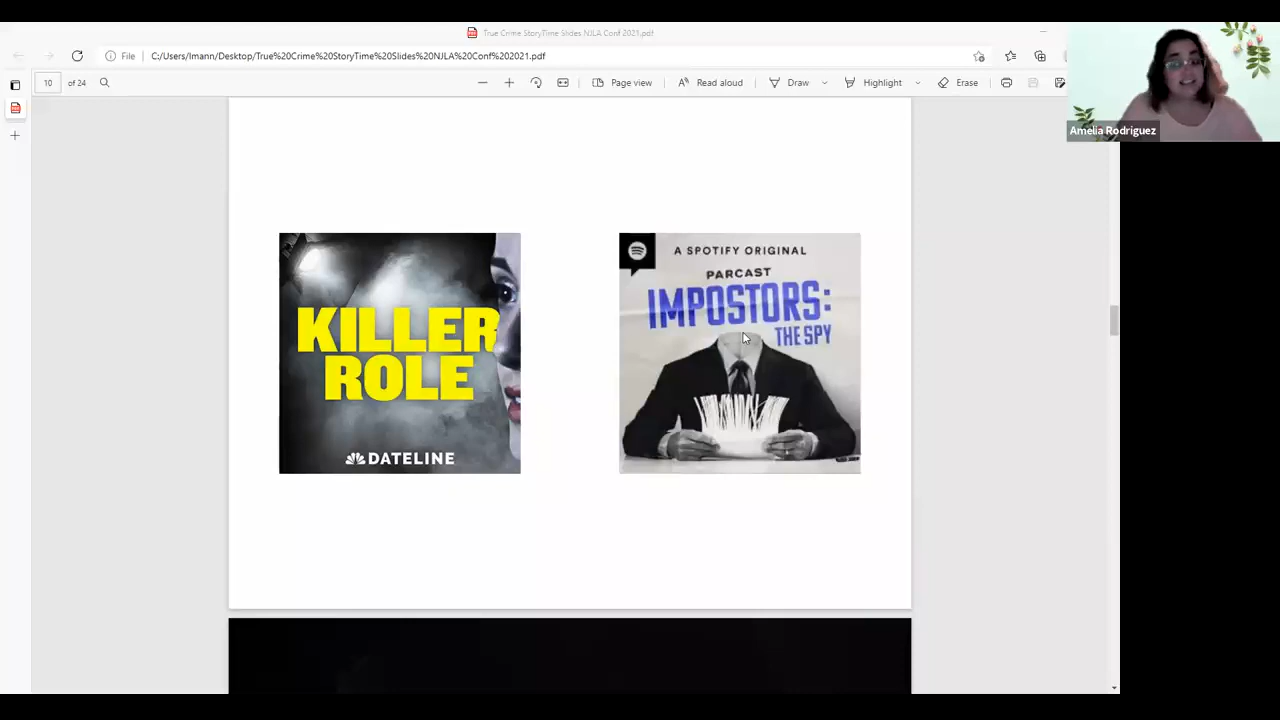 True Crime StoryTime Slides NJLA Conf 2021.pdf
File C:/Users/lmann/Desktop/True%20Crime%20StoryTime%20Slides%20NJLA%20Conf%202021.pdf
10 of 24 Page view Read aloud Draw Highlight Erase
Amelia Rodriguez
KILLER
ROLE
DATELINE
A SPOTIFY ORIGINAL
PARCAST
IMPOSTORS:
THE SPY